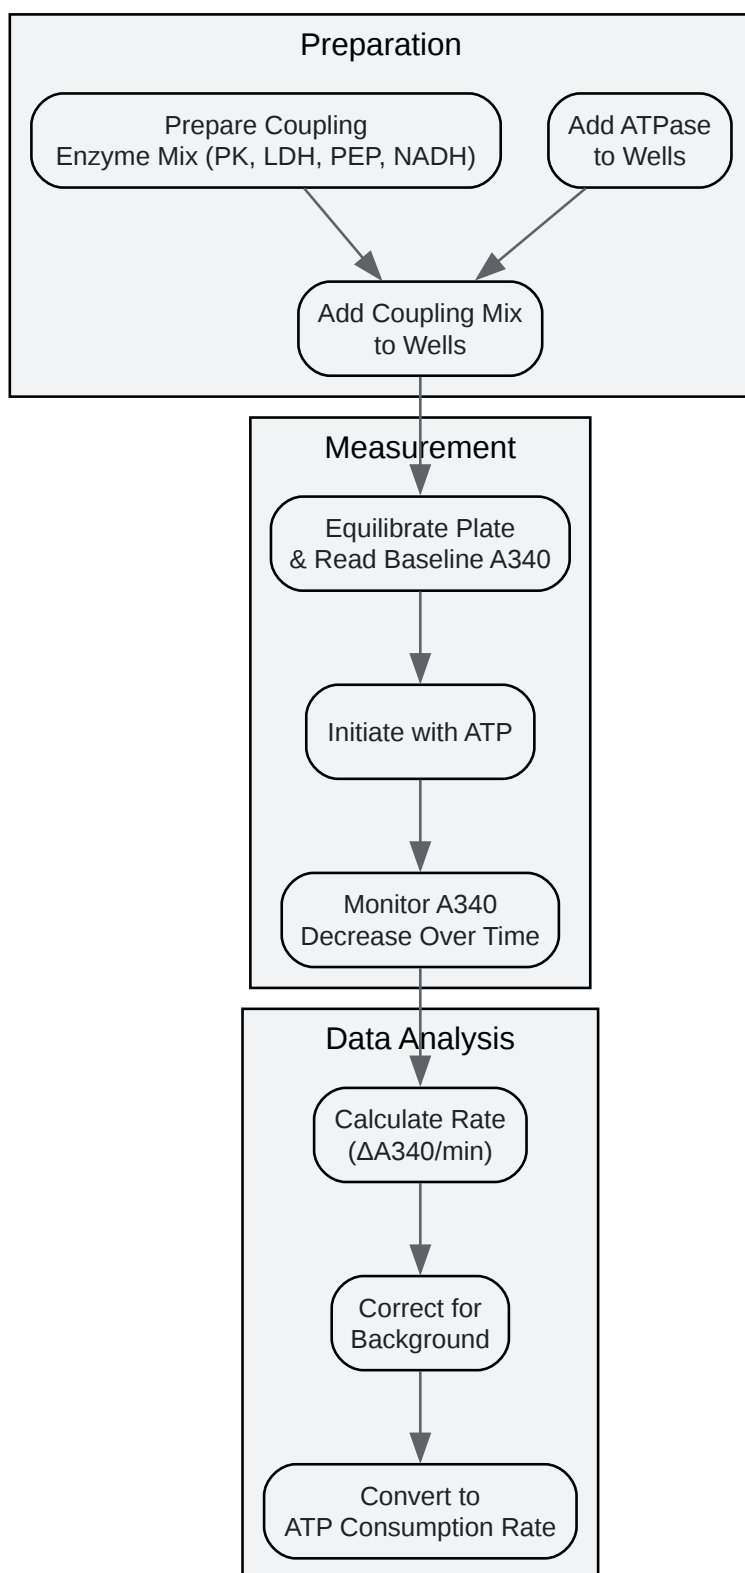 Preparation
Prepare Coupling
Enzyme Mix (PK, LDH, PEP, NADH)
Add ATPase
to Wells
Add Coupling Mix
to Wells
Measurement
Equilibrate Plate
& Read Baseline A340
Initiate with ATP
Monitor A340
Decrease Over Time
Data Analysis
Calculate Rate
(ΔA340/min)
Correct for
Background
Convert to
ATP Consumption Rate